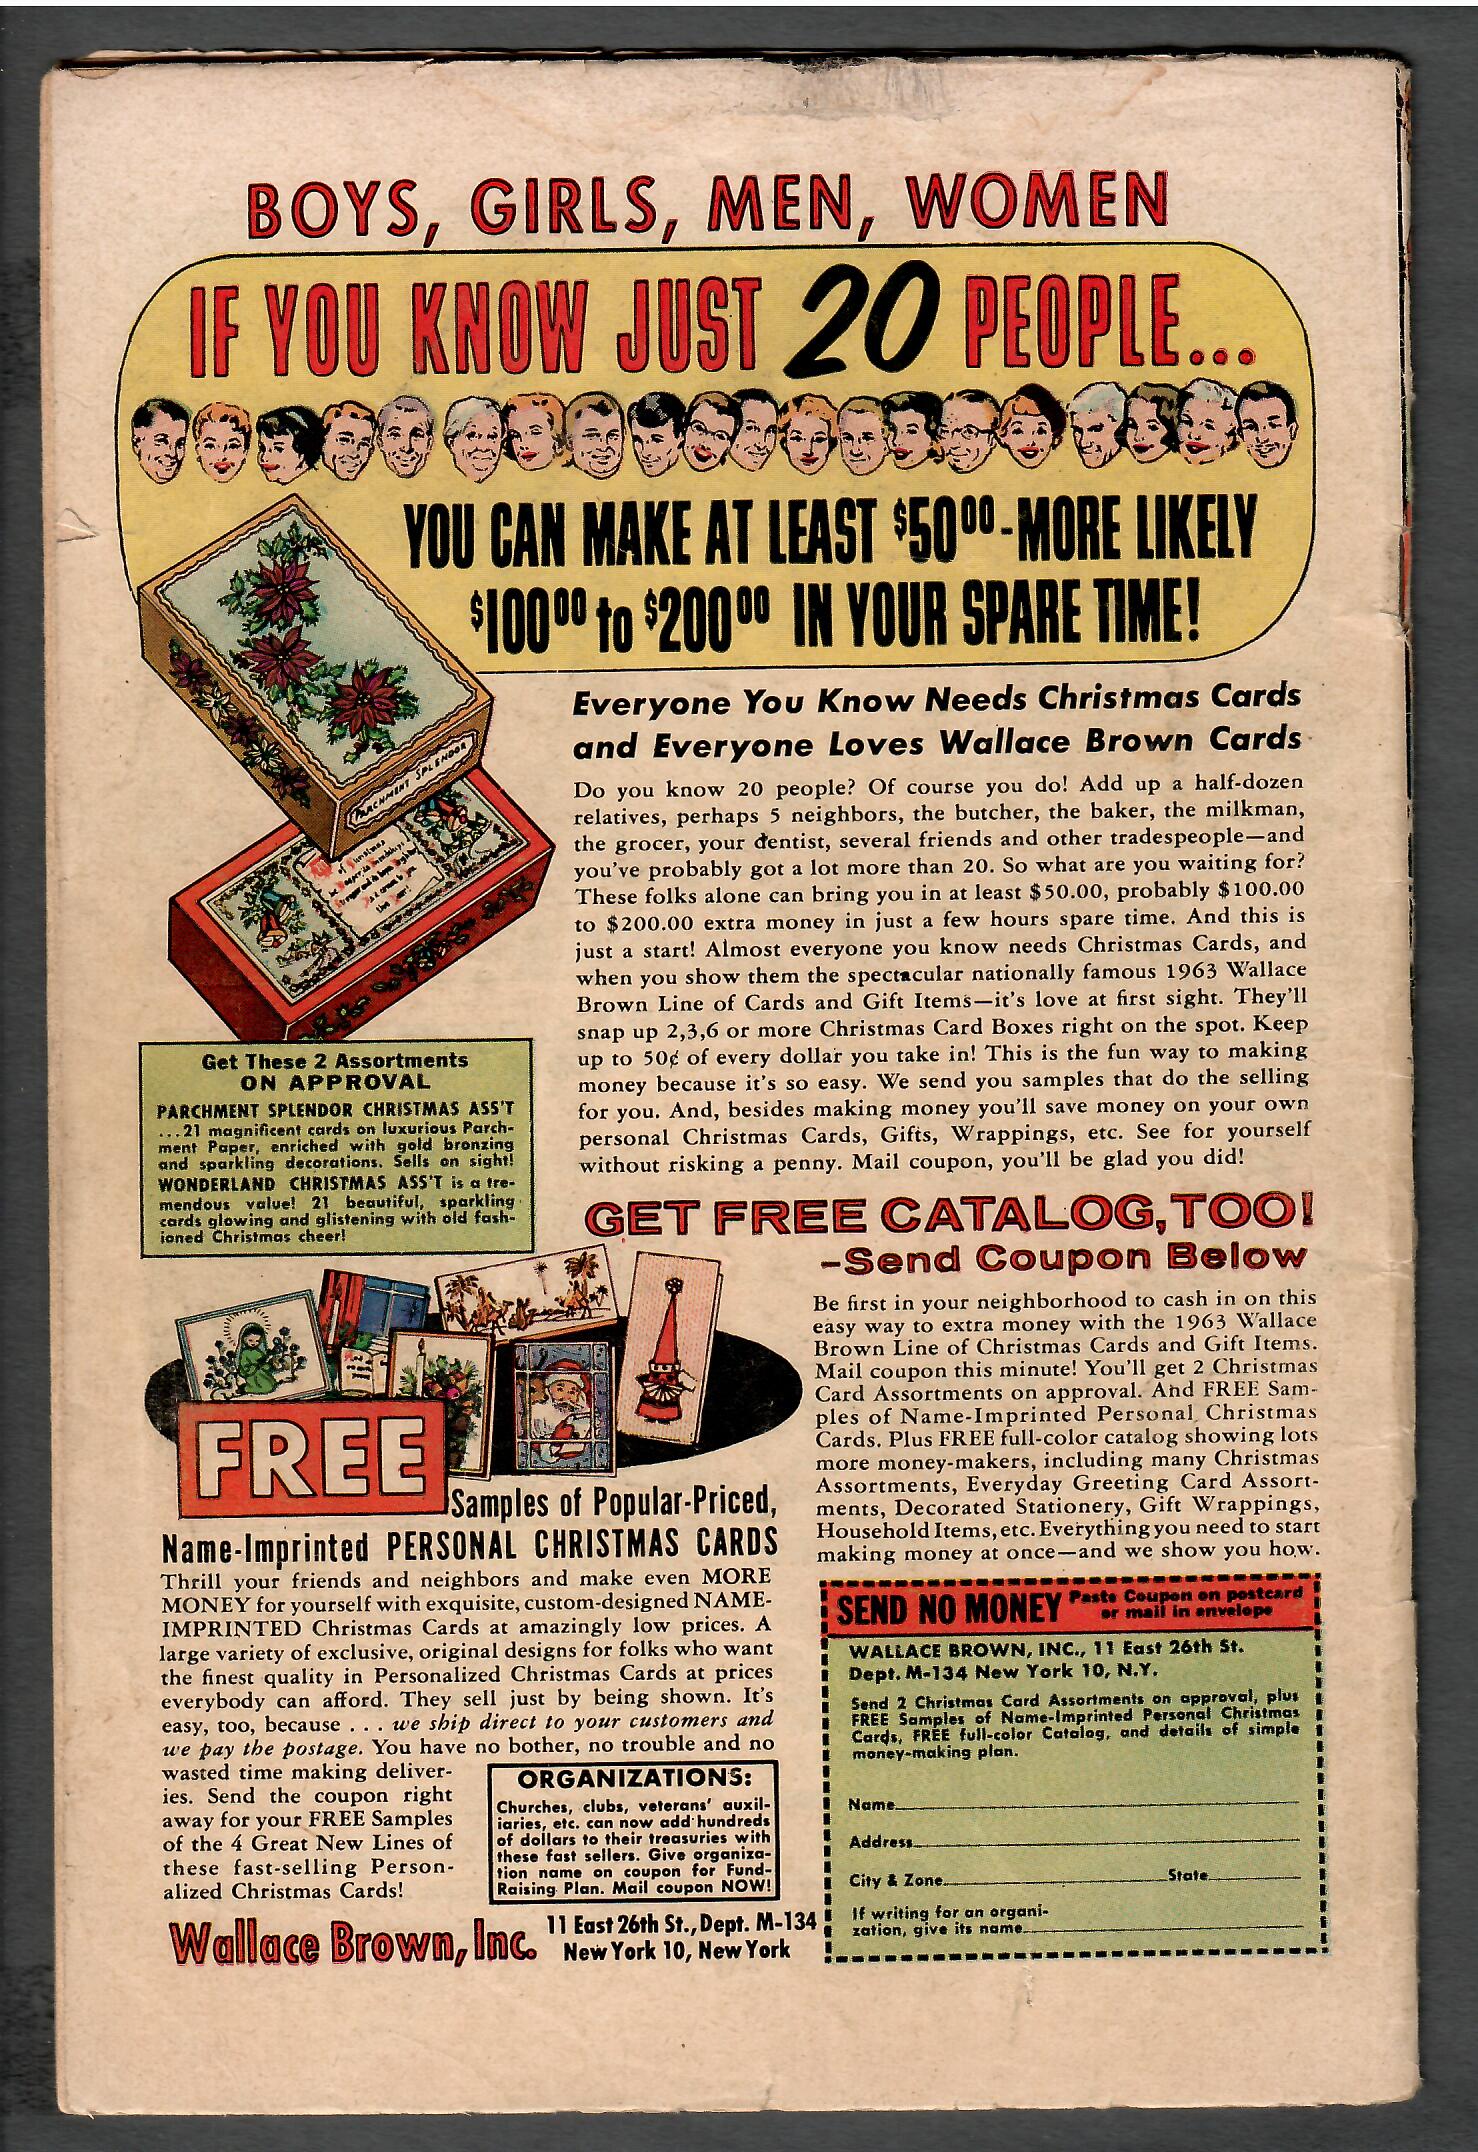 BOYS, GIRLS, MEN, WOMEN
IF YOU KNOW JUST 20 PEOPLE...
YOU CAN MAKE AT LEAST $5000-MORE LIKELY
$10000 to $20000 IN YOUR SPARE TIME!
PARCHMENT SPLENDOR
Everyone You Know Needs Christmas Cards
and Everyone Loves Wallace Brown Cards
Do you know 20 people? Of course you do! Add up a half-dozen
relatives, perhaps 5 neighbors, the butcher, the baker, the milkman,
the grocer, your dentist, several friends and other tradespeople—and
you've probably got a lot more than 20. So what are you waiting for?
These folks alone can bring you in at least $50.00, probably $100.00
to $200.00 extra money in just a few hours spare time. And this is
just a start! Almost everyone you know needs Christmas Cards, and
when you show them the spectacular nationally famous 1963 Wallace
Brown Line of Cards and Gift Items—it's love at first sight. They'll
snap up 2,3,6 or more Christmas Card Boxes right on the spot. Keep
up to 50¢ of every dollar you take in! This is the fun way to making
money because it's so easy. We send you samples that do the selling
for you. And, besides making money you'll save money on your own
personal Christmas Cards, Gifts, Wrappings, etc. See for yourself
without risking a penny. Mail coupon, you'll be glad you did!
Get These 2 Assortments
ON APPROVAL
PARCHMENT SPLENDOR CHRISTMAS ASS'T
...21 magnificent cards on luxurious Parch-
ment Paper, enriched with gold bronzing
and sparkling decorations. Sells on sight!
WONDERLAND CHRISTMAS ASS'T is a tre-
mendous value! 21 beautiful, sparkling
cards glowing and glistening with old fash-
ioned Christmas cheer!
GET FREE CATALOG, TOO!
-Send Coupon Below
Be first in your neighborhood to cash in on this
easy way to extra money with the 1963 Wallace
Brown Line of Christmas Cards and Gift Items.
Mail coupon this minute! You'll get 2 Christmas
Card Assortments on approval. And FREE Sam-
ples of Name-Imprinted Personal Christmas
Cards. Plus FREE full-color catalog showing lots
more money-makers, including many Christmas
Assortments, Everyday Greeting Card Assort-
ments, Decorated Stationery, Gift Wrappings,
Household Items, etc. Everything you need to start
making money at once—and we show you how.
FREE
Samples of Popular-Priced,
Name-Imprinted PERSONAL CHRISTMAS CARDS
Thrill your friends and neighbors and make even MORE
MONEY for yourself with exquisite, custom-designed NAME-
IMPRINTED Christmas Cards at amazingly low prices. A
large variety of exclusive, original designs for folks who want
the finest quality in Personalized Christmas Cards at prices
everybody can afford. They sell just by being shown. It's
easy, too, because . . . we ship direct to your customers and
we pay the postage. You have no bother, no trouble and no
wasted time making deliver-
ies. Send the coupon right
away for your FREE Samples
of the 4 Great New Lines of
these fast-selling Person-
alized Christmas Cards!
ORGANIZATIONS:
Churches, clubs, veterans' auxil-
iaries, etc. can now add hundreds
of dollars to their treasuries with
these fast sellers. Give organiza-
tion name on coupon for Fund-
Raising Plan. Mail coupon NOW!
Wallace Brown, Inc.
11 East 26th St., Dept. M-134
New York 10, New York
SEND NO MONEY
Paste Coupon on postcard
or mail in envelope
WALLACE BROWN, INC., 11 East 26th St.
Dept. M-134 New York 10, N.Y.
Send 2 Christmas Card Assortments on approval, plus
FREE Samples of Name-Imprinted Personal Christmas
Cards, FREE full-color Catalog, and details of simple
money-making plan.
Name
Address
City & Zone State
If writing for an organi-
zation, give its name